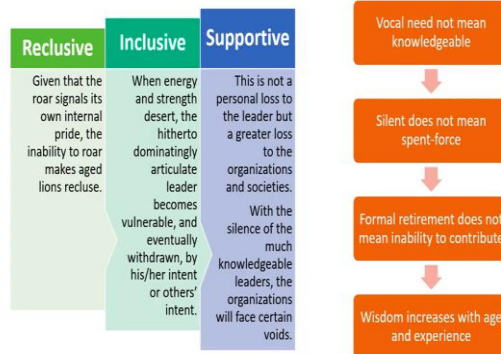 Reclusive
Given that the
roar signals its
own internal
pride, the
inability to roar
makes aged
lions recluse.
Inclusive
When energy
and strength
desert, the
hitherto
dominatingly
articulate
leader
becomes
vulnerable, and
eventually
withdrawn, by
his/her intent
or others'
intent.
Supportive
This is not a
personal loss to
the leader but
a greater loss
to the
organizations
and societies.
With the
silence of the
much
knowledgeable
leaders, the
organizations
will face certain
voids.
Vocal need not mean
knowledgeable
Silent does not mean
spent-force
Formal retirement does not
mean inability to contribute
Wisdom increases with age
and experience